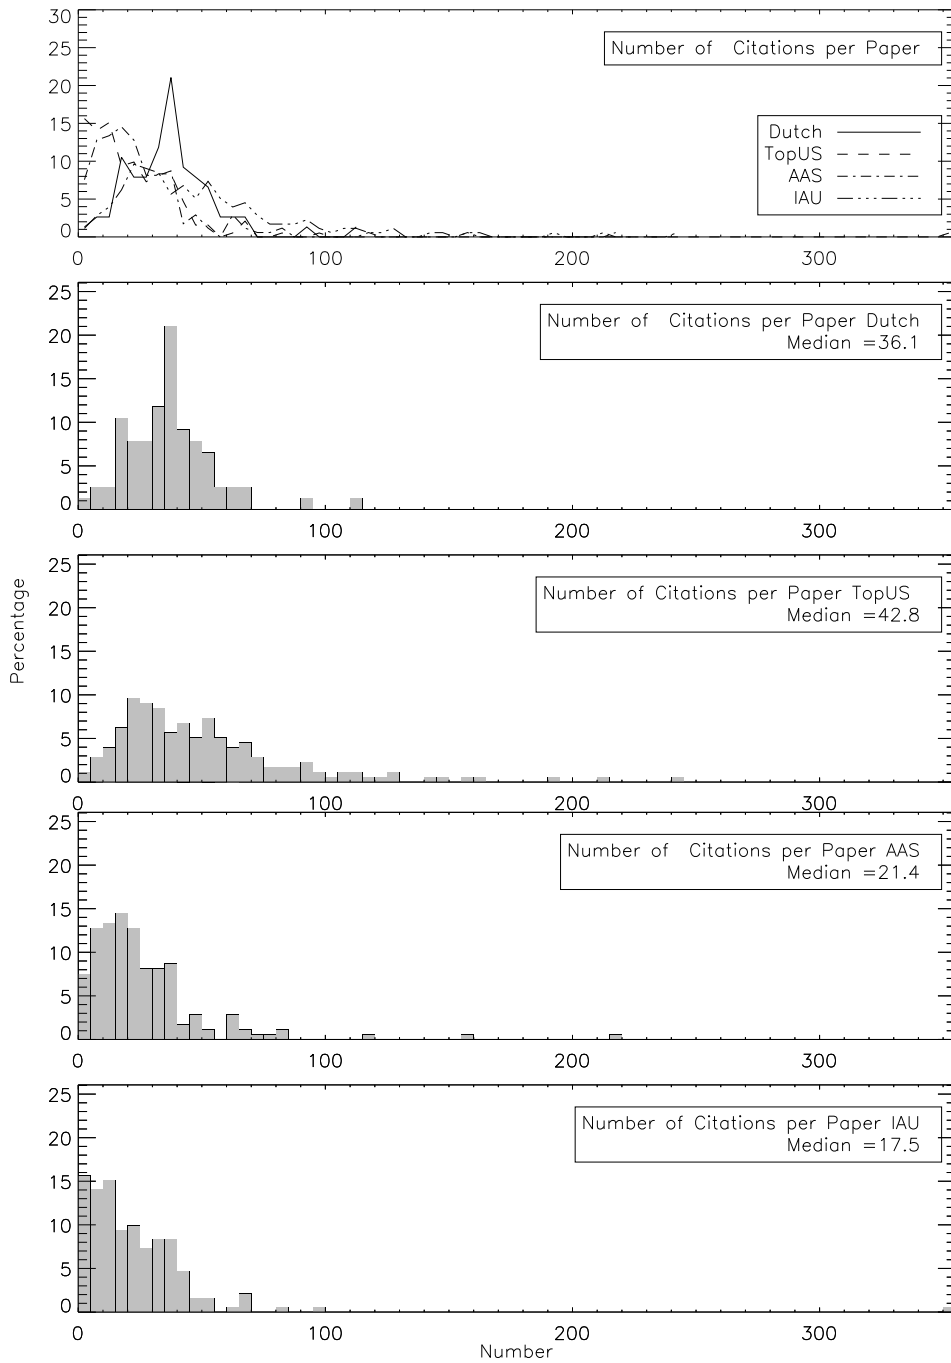 30
25
20
15
10
5
0
Number of Citations per Paper
Dutch
TopUS
AAS
IAU
0 100 200 300
25
20
15
10
5
0
Number of Citations per Paper Dutch
Median =36.1
0 100 200 300
Percentage
25
20
15
10
5
0
Number of Citations per Paper TopUS
Median =42.8
0 100 200 300
25
20
15
10
5
0
Number of Citations per Paper AAS
Median =21.4
0 100 200 300
25
20
15
10
5
0
Number of Citations per Paper IAU
Median =17.5
0 100 200 300
Number